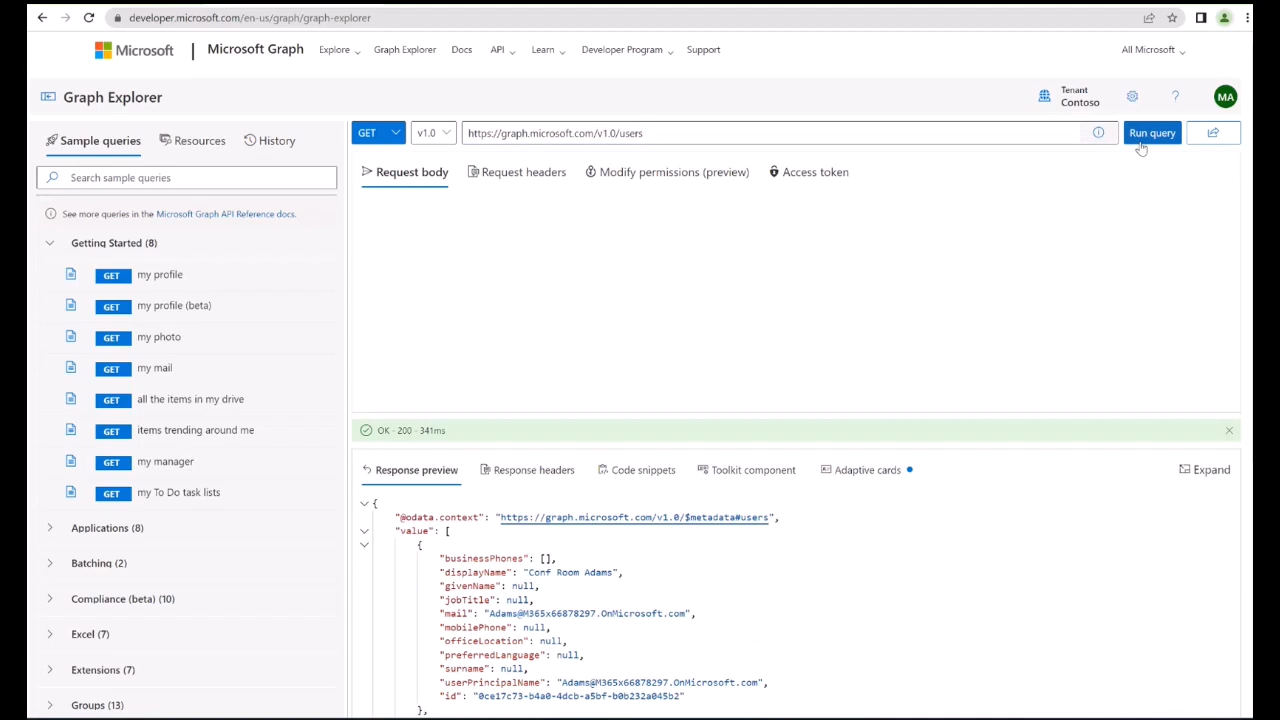 developer.microsoft.com/en-us/graph/graph-explorer
Microsoft | Microsoft Graph Explore Graph Explorer Docs API Learn Developer Program Support All Microsoft
Graph Explorer
Tenant
Contoso
MA
Sample queries Resources History
GET v1.0 https://graph.microsoft.com/v1.0/users Run query
Request body Request headers Modify permissions (preview) Access token
Search sample queries
See more queries in the Microsoft Graph API Reference docs.
Getting Started (8)
GET my profile
GET my profile (beta)
GET my photo
GET my mail
GET all the items in my drive
GET items trending around me
GET my manager
GET my To Do task lists
Applications (8)
Batching (2)
Compliance (beta) (10)
Excel (7)
Extensions (7)
Groups (13)
OK - 200 - 341ms
Response preview Response headers Code snippets Toolkit component Adaptive cards Expand
{
"@odata.context": "https://graph.microsoft.com/v1.0/$metadata#users",
"value": [
{
"businessPhones": [],
"displayName": "Conf Room Adams",
"givenName": null,
"jobTitle": null,
"mail": "Adams@M365x66878297.OnMicrosoft.com",
"mobilePhone": null,
"officeLocation": null,
"preferredLanguage": null,
"surname": null,
"userPrincipalName": "Adams@M365x66878297.OnMicrosoft.com",
"id": "0ce17c73-b4a0-4dcb-a5bf-b0b232a045b2"
},